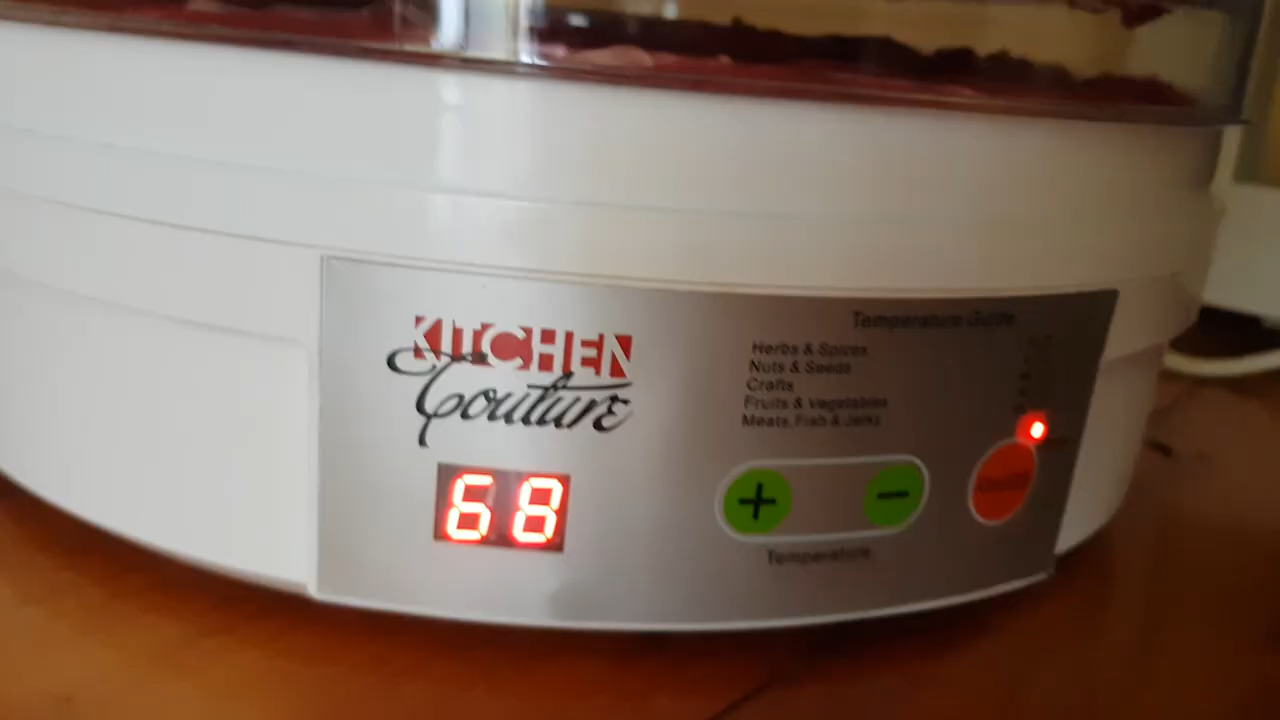 KITCHEN
Couture
68
Temperature Guide
Herbs & Spices
Nuts & Seeds
Crafts
Fruits & Vegetables
Meats, Fish & Jerky
+ −
Temperature